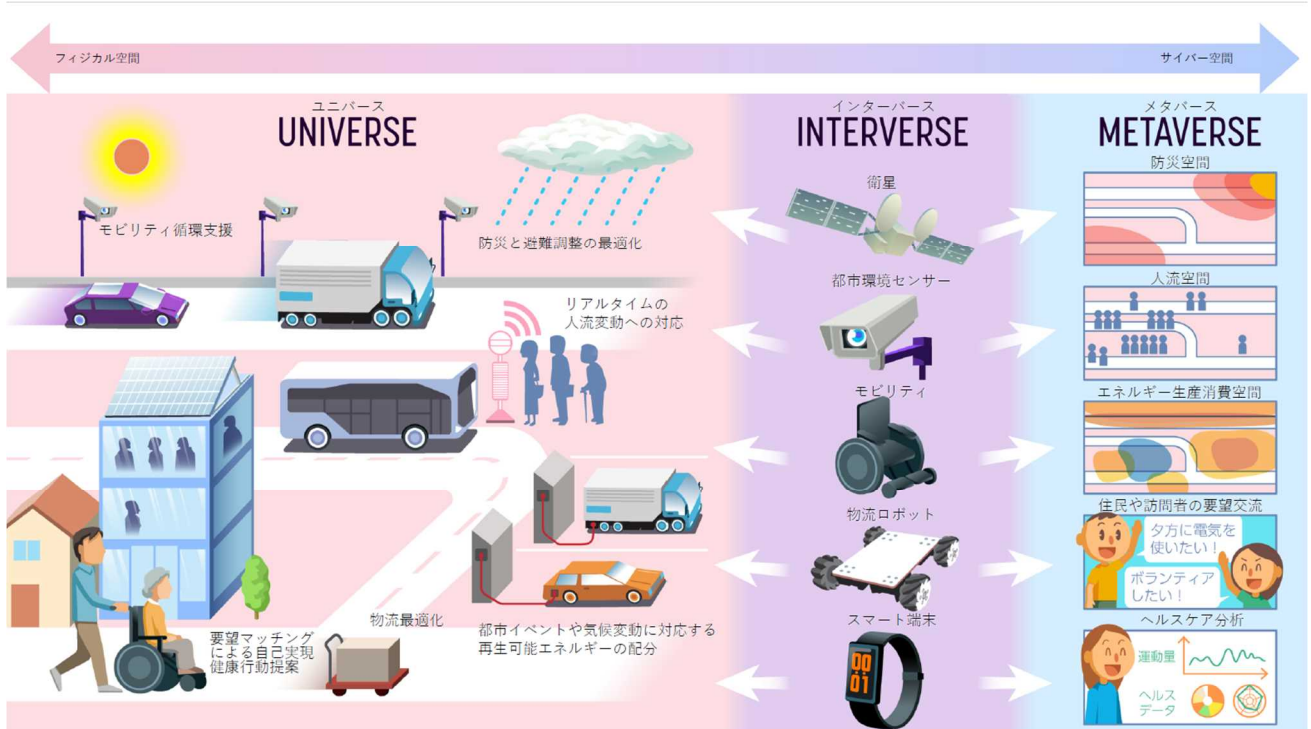 フィジカル空間
サイバー空間
ユニバース
UNIVERSE
モビリティ循環支援
防災と避難調整の最適化
リアルタイムの
人流変動への対応
物流最適化
都市イベントや気候変動に対応する
再生可能エネルギーの配分
要望マッチング
による自己実現
健康行動提案
インターバース
INTERVERSE
衛星
都市環境センサー
モビリティ
物流ロボット
スマート端末
00
01
メタバース
METAVERSE
防災空間
人流空間
エネルギー生産消費空間
住民や訪問者の要望交流
夕方に電気を
使いたい！
ボランティア
したい！
ヘルスケア分析
運動量
ヘルス
データ